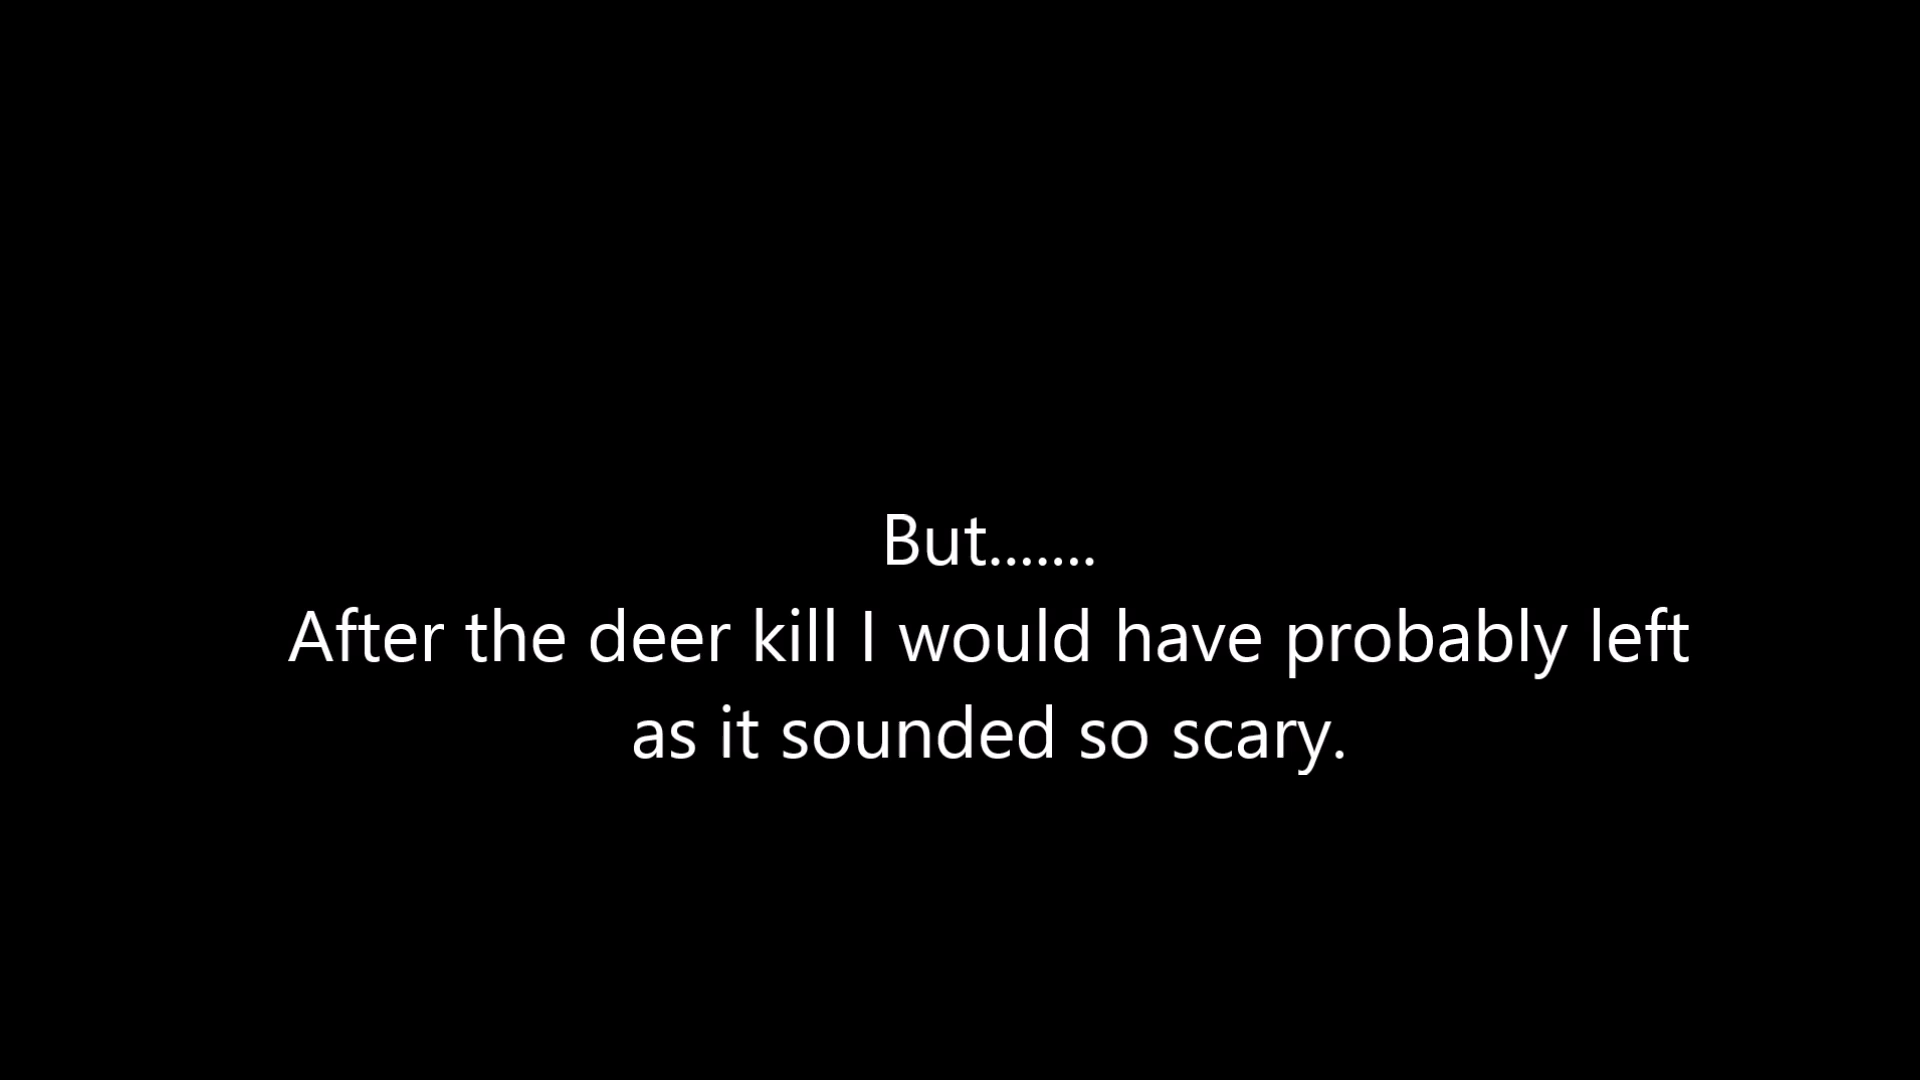 But.......
After the deer kill I would have probably left
as it sounded so scary.